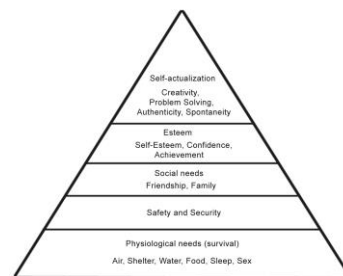 Self-actualization
Creativity,
Problem Solving,
Authenticity, Spontaneity
Esteem
Self-Esteem, Confidence,
Achievement
Social needs
Friendship, Family
Safety and Security
Physiological needs (survival)
Air, Shelter, Water, Food, Sleep, Sex